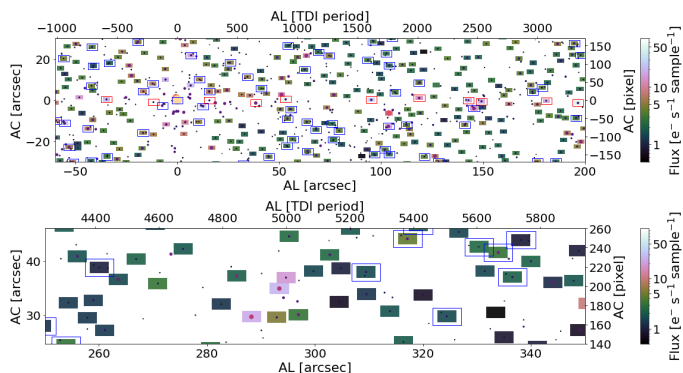 AL [TDI period]
−1000 −500 0 500 1000 1500 2000 2500 3000
AC [arcsec]
20
0
−20
150
100
50
0
−50
−100
−150
AC [pixel]
−50 0 50 100 150 200
AL [arcsec]
50
10
5
1
Flux [e⁻ s⁻¹ sample⁻¹]
AL [TDI period]
4400 4600 4800 5000 5200 5400 5600 5800
AC [arcsec]
40
30
260
240
220
200
180
160
140
AC [pixel]
260 280 300 320 340
AL [arcsec]
50
10
5
1
Flux [e⁻ s⁻¹ sample⁻¹]